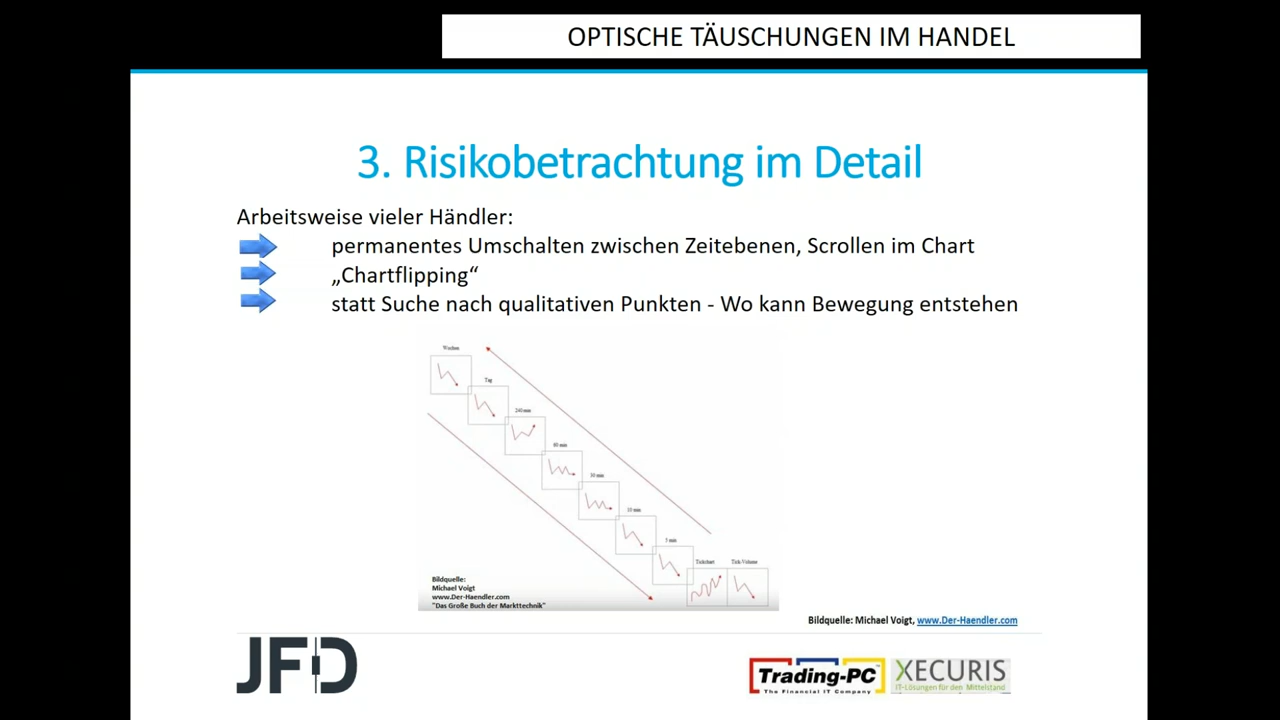 OPTISCHE TÄUSCHUNGEN IM HANDEL
3. Risikobetrachtung im Detail
Arbeitsweise vieler Händler:
permanentes Umschalten zwischen Zeitebenen, Scrollen im Chart
„Chartflipping“
statt Suche nach qualitativen Punkten - Wo kann Bewegung entstehen
Wochen
Tag
240 min
60 min
30 min
10 min
5 min
Tickchart
Tick-Volume
Bildquelle:
Michael Voigt
www.Der-Haendler.com
"Das Große Buch der Markttechnik"
Bildquelle: Michael Voigt, www.Der-Haendler.com
JFD
Trading-PC
The Financial IT Company
XECURIS
IT-Lösungen für den Mittelstand